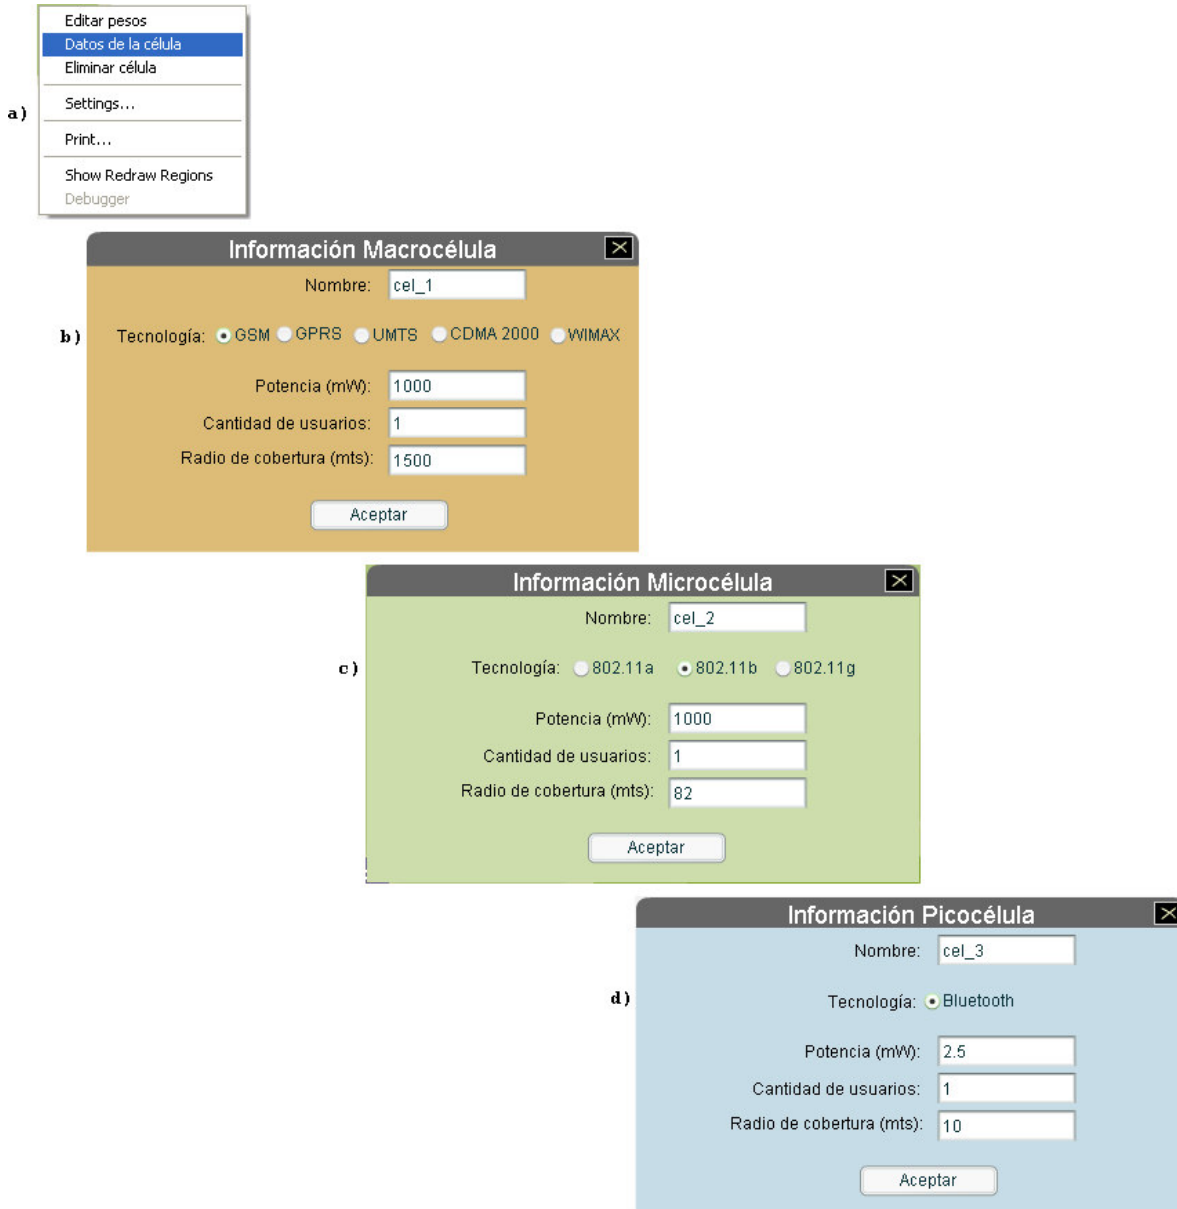 Editar pesos
Datos de la célula
Eliminar célula
Settings...
a)
Print...
Show Redraw Regions
Debugger
Información Macrocélula
Nombre: cel_1
b) Tecnología: GSM GPRS UMTS CDMA 2000 WIMAX
Potencia (mW): 1000
Cantidad de usuarios: 1
Radio de cobertura (mts): 1500
Aceptar
Información Microcélula
Nombre: cel_2
c) Tecnología: 802.11a 802.11b 802.11g
Potencia (mW): 1000
Cantidad de usuarios: 1
Radio de cobertura (mts): 82
Aceptar
Información Picocélula
Nombre: cel_3
d) Tecnología: Bluetooth
Potencia (mW): 2.5
Cantidad de usuarios: 1
Radio de cobertura (mts): 10
Aceptar